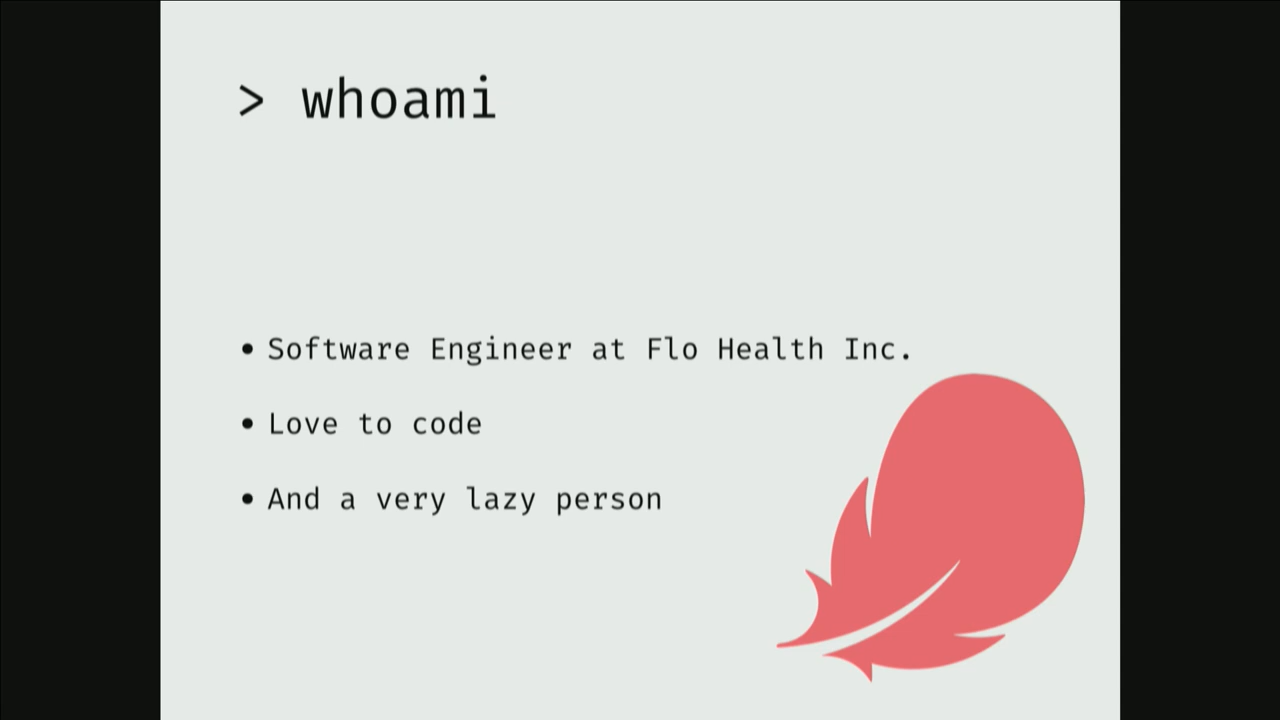 > whoami
• Software Engineer at Flo Health Inc.
• Love to code
• And a very lazy person